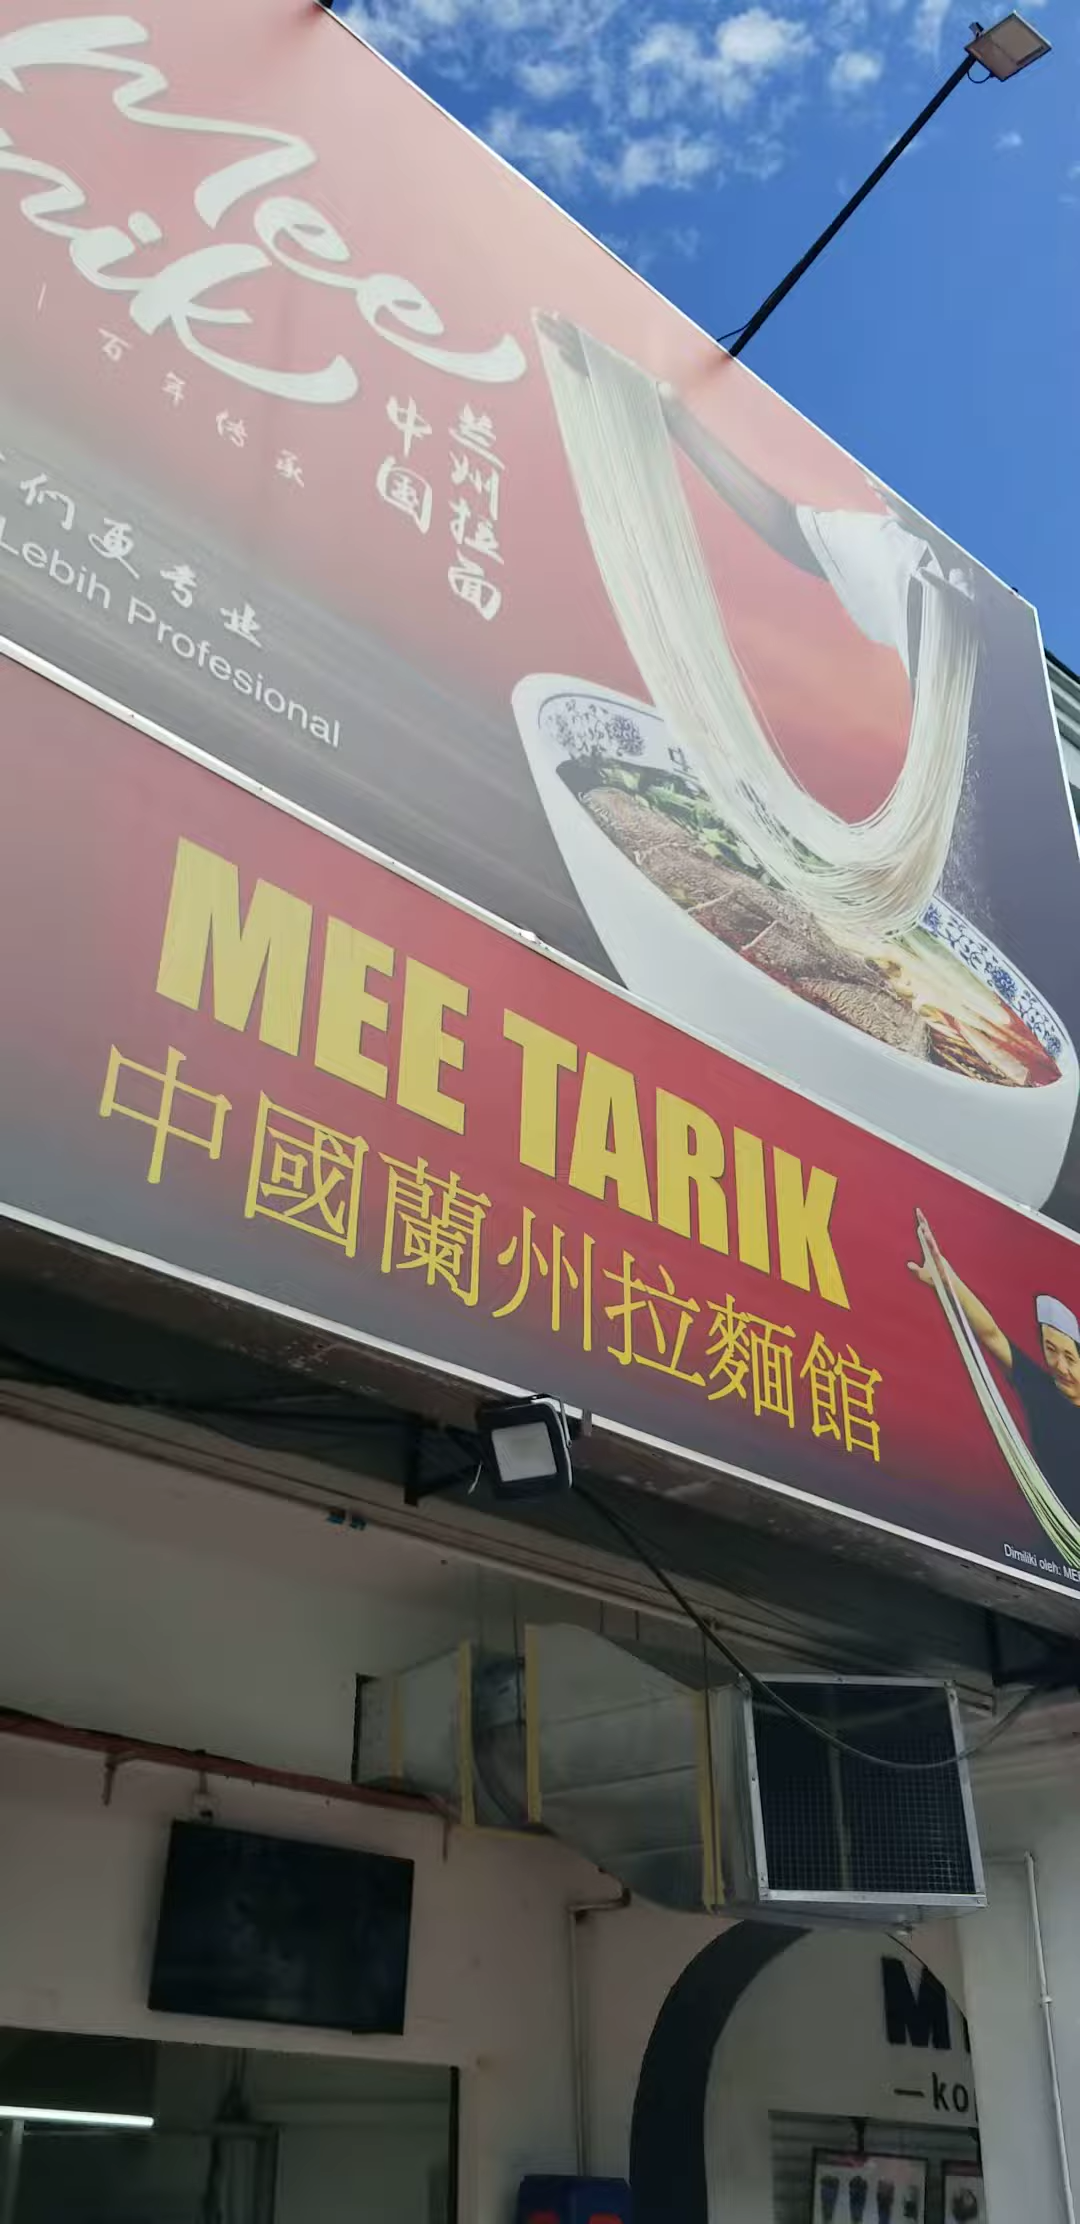 Mee
百年传承
中国
兰州拉面
们更专业
Lebih Profesional
MEE TARIK
中國蘭州拉麵館
Dimiliki oleh: